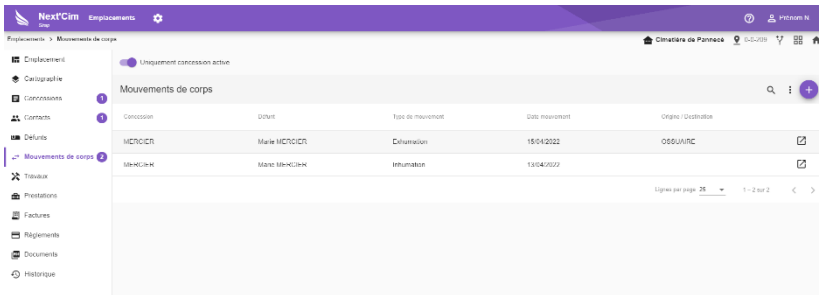 Next'Cim Emplacements
Prénom N.
Emplacements > Mouvements de corps
Cimetière de Pannecé
Emplacement
Uniquement concession active
Cartographie
Concessions 1
Mouvements de corps
Contacts 1
Concession Défunt Type de mouvement Date mouvement Origine / Destination
Défunts
MERCIER Marie MERCIER Exhumation 15/04/2022 OSSUAIRE
Mouvements de corps 2
MERCIER Marie MERCIER Inhumation 13/04/2022
Travaux
Prestations
Lignes par page 25 1 – 2 sur 2
Factures
Règlements
Documents
Historique